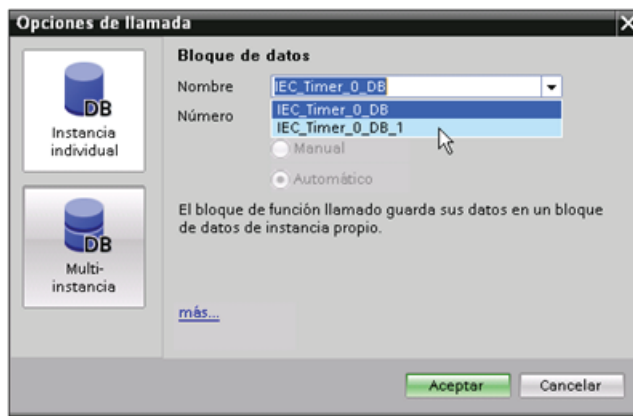 Opciones de llamada
Bloque de datos
Nombre
IEC_Timer_0_DB
IEC_Timer_0_DB
IEC_Timer_0_DB_1
Número
Manual
Automático
El bloque de función llamado guarda sus datos en un bloque
de datos de instancia propio.
más...
DB
Instancia
individual
DB
Multi-
instancia
Aceptar
Cancelar